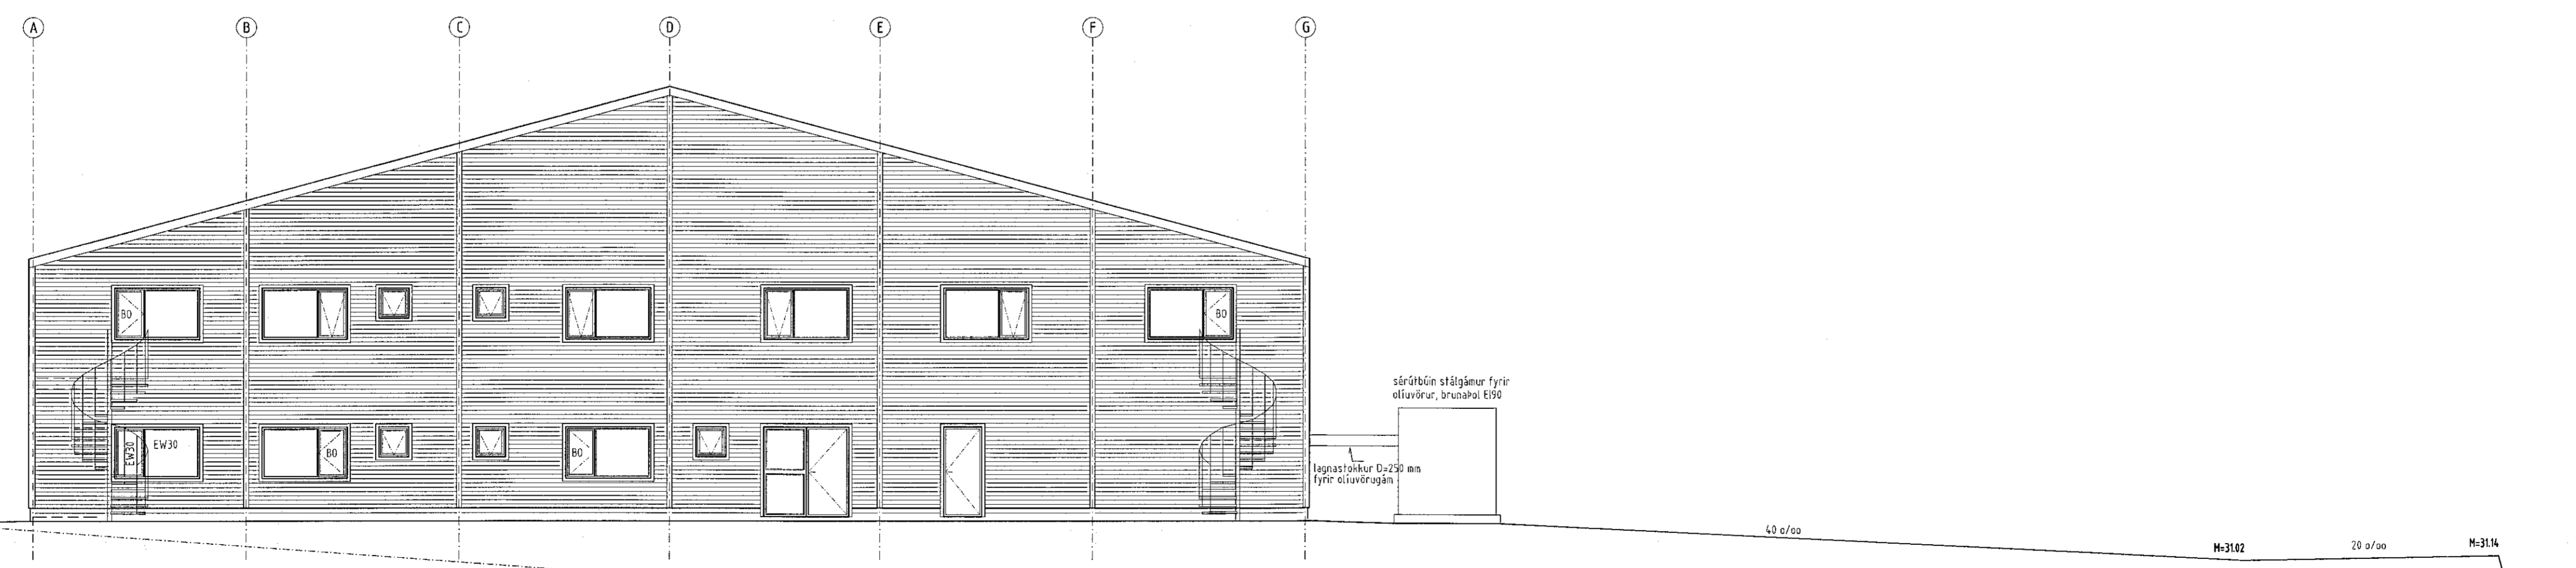 A B C D E F G
BO
BO
EW30
EW30
BO
BO
sérútbúin stálgámur fyrir
olíuvörur, brunaþol EI90
lagnastokkur D=250 mm
fyrir olíuvörugám
40 o/oo
M=31.02
20 o/oo
M=31.14